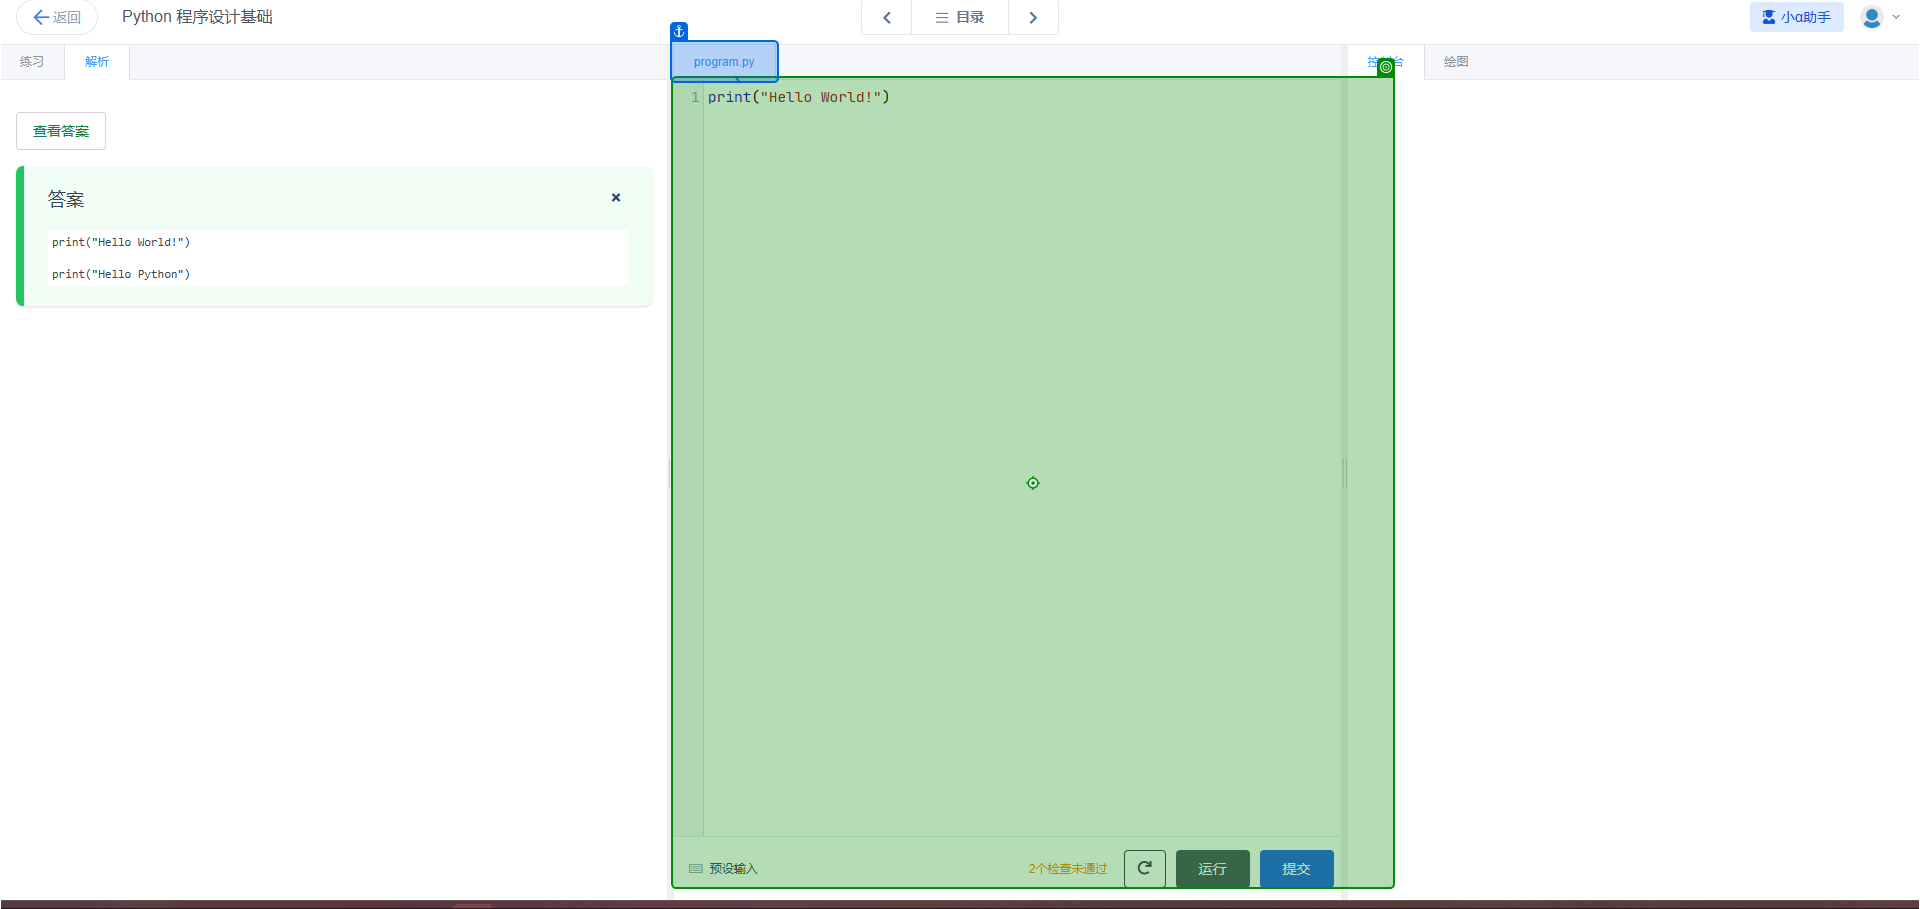 返回
Python 程序设计基础
目录
小α助手
练习
解析
program.py
绘图
查看答案
答案
print("Hello World!")
print("Hello Python")
1
print("Hello World!")
预设输入
2个检查未通过
运行
提交